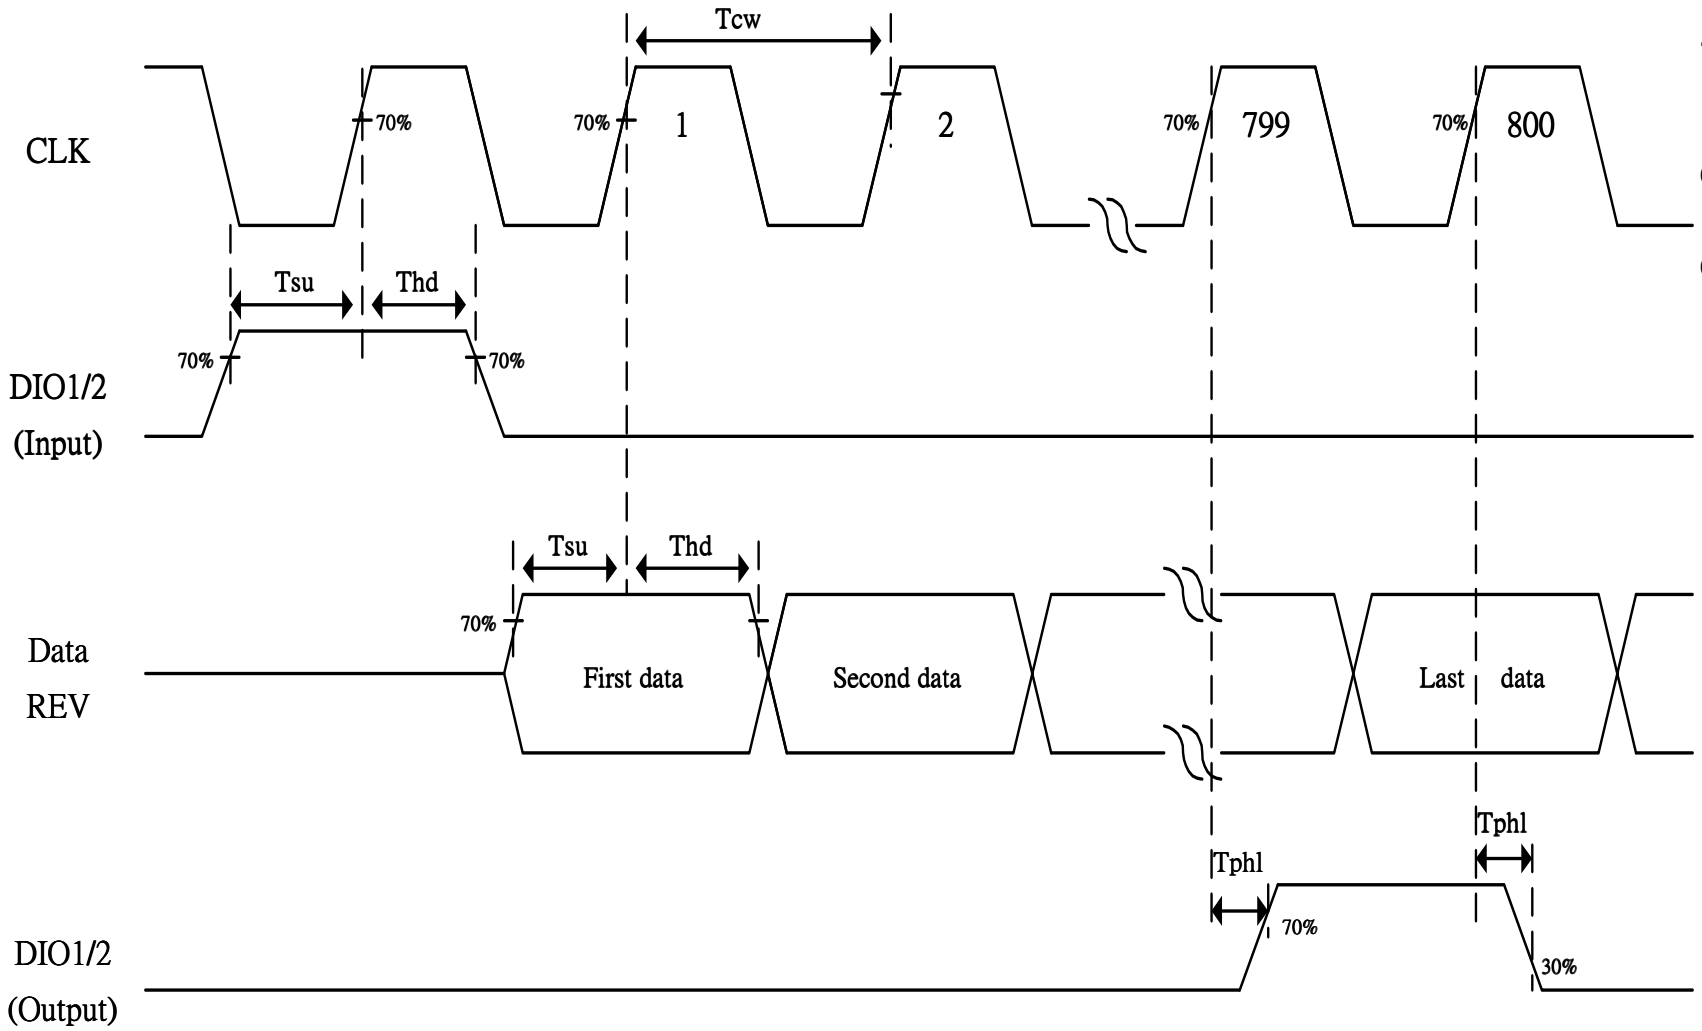 Tcw
70%
70%
1
2
70%
799
70%
800
CLK
Tsu
Thd
70%
70%
DIO1/2
(Input)
Tsu
Thd
70%
Data
REV
First data
Second data
Last data
Tphl
Tphl
70%
30%
DIO1/2
(Output)